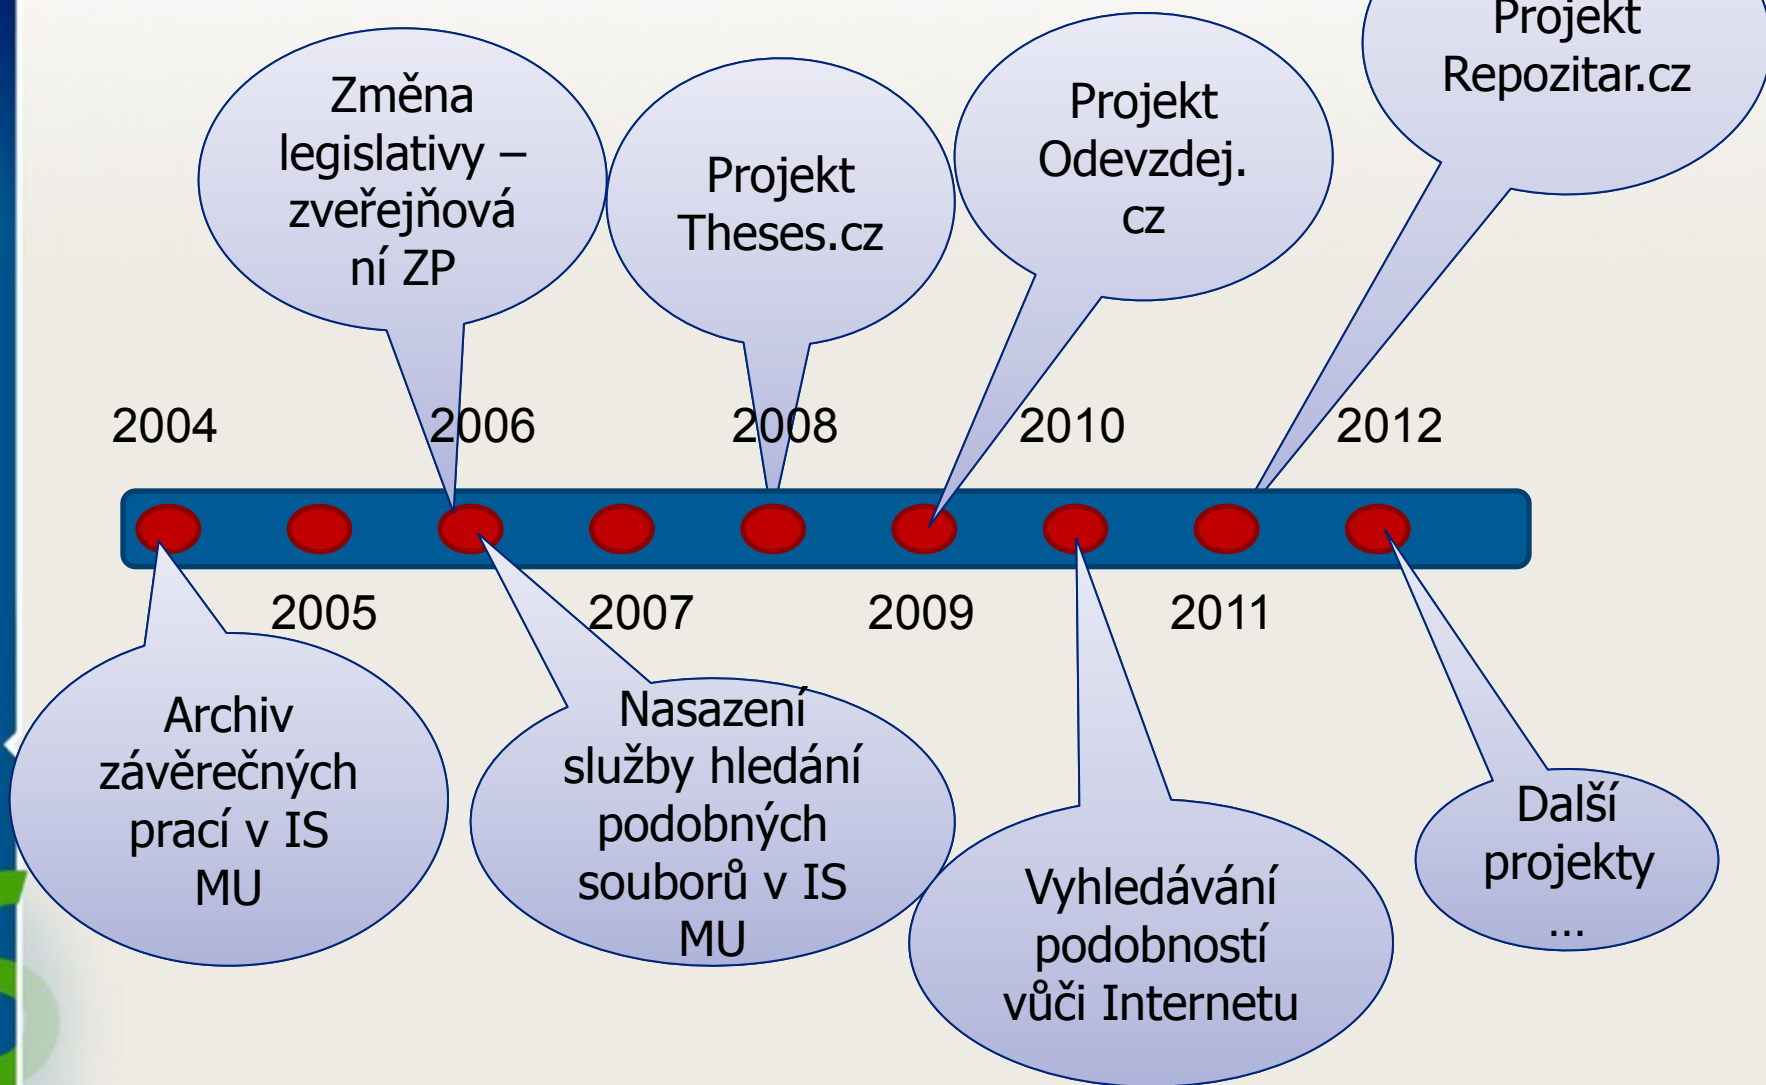 Projekt
Repozitar.cz
Změna
legislativy –
zveřejňová
ní ZP
Projekt
Theses.cz
Projekt
Odevzdej.
cz
2004
2006
2008
2010
2012
2005
2007
2009
2011
Archiv
závěrečných
prací v IS
MU
Nasazení
služby hledání
podobných
souborů v IS
MU
Vyhledávání
podobností
vůči Internetu
Další
projekty
...